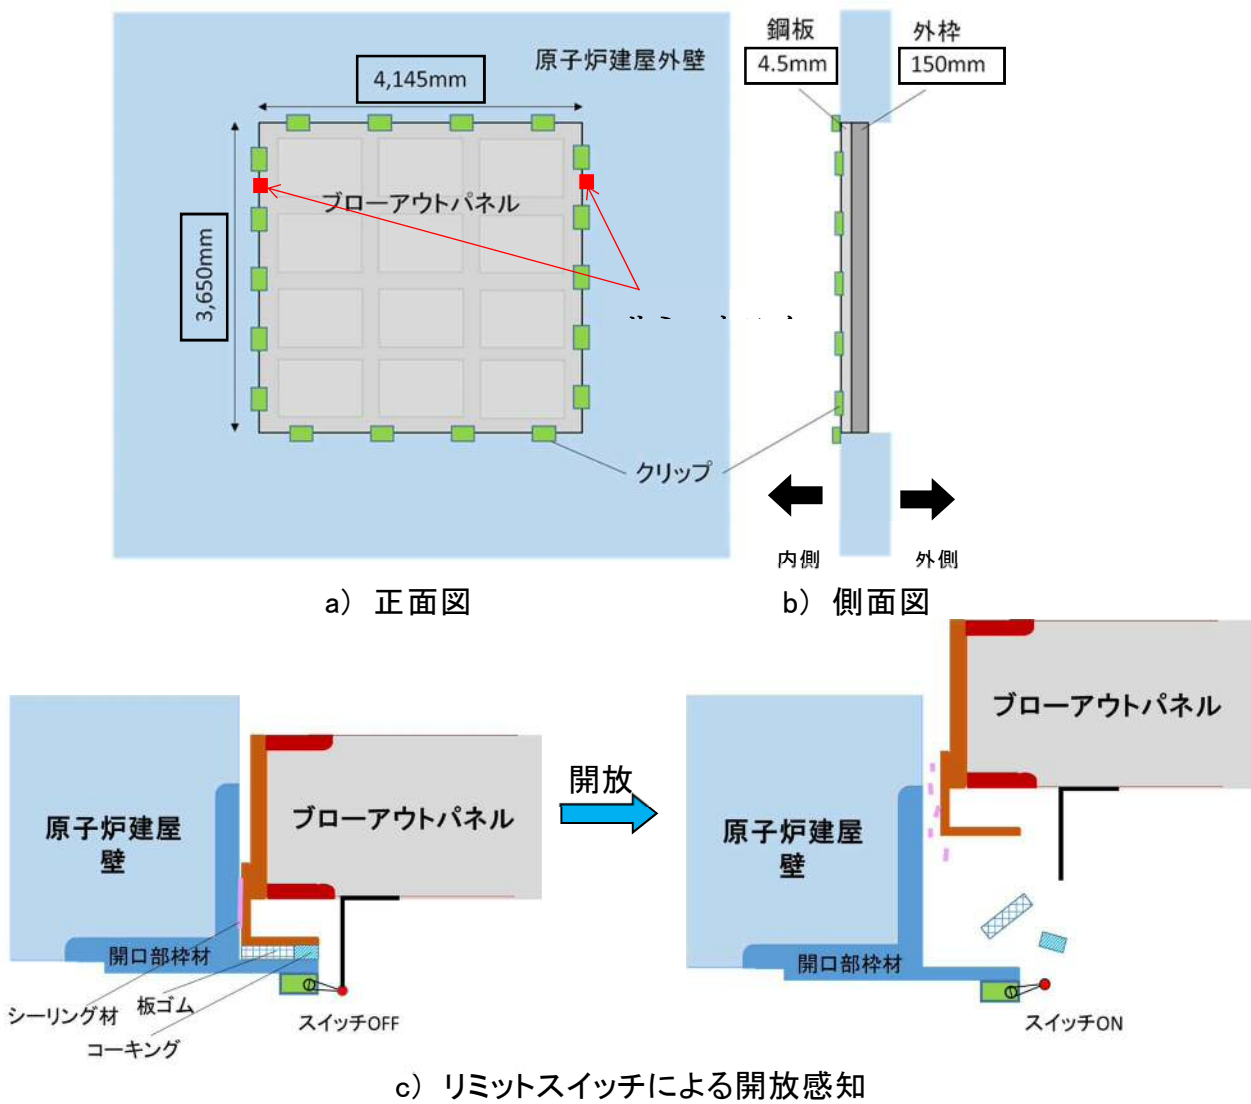 原子炉建屋外壁
4,145mm
3,650mm
ブローアウトパネル
クリップ
鋼板
4.5mm
外枠
150mm
内側
外側
a） 正面図
b） 側面図
原子炉建屋
壁
ブローアウトパネル
開口部枠材
シーリング材
板ゴム
コーキング
スイッチOFF
開放
原子炉建屋
壁
ブローアウトパネル
開口部枠材
スイッチON
c） リミットスイッチによる開放感知